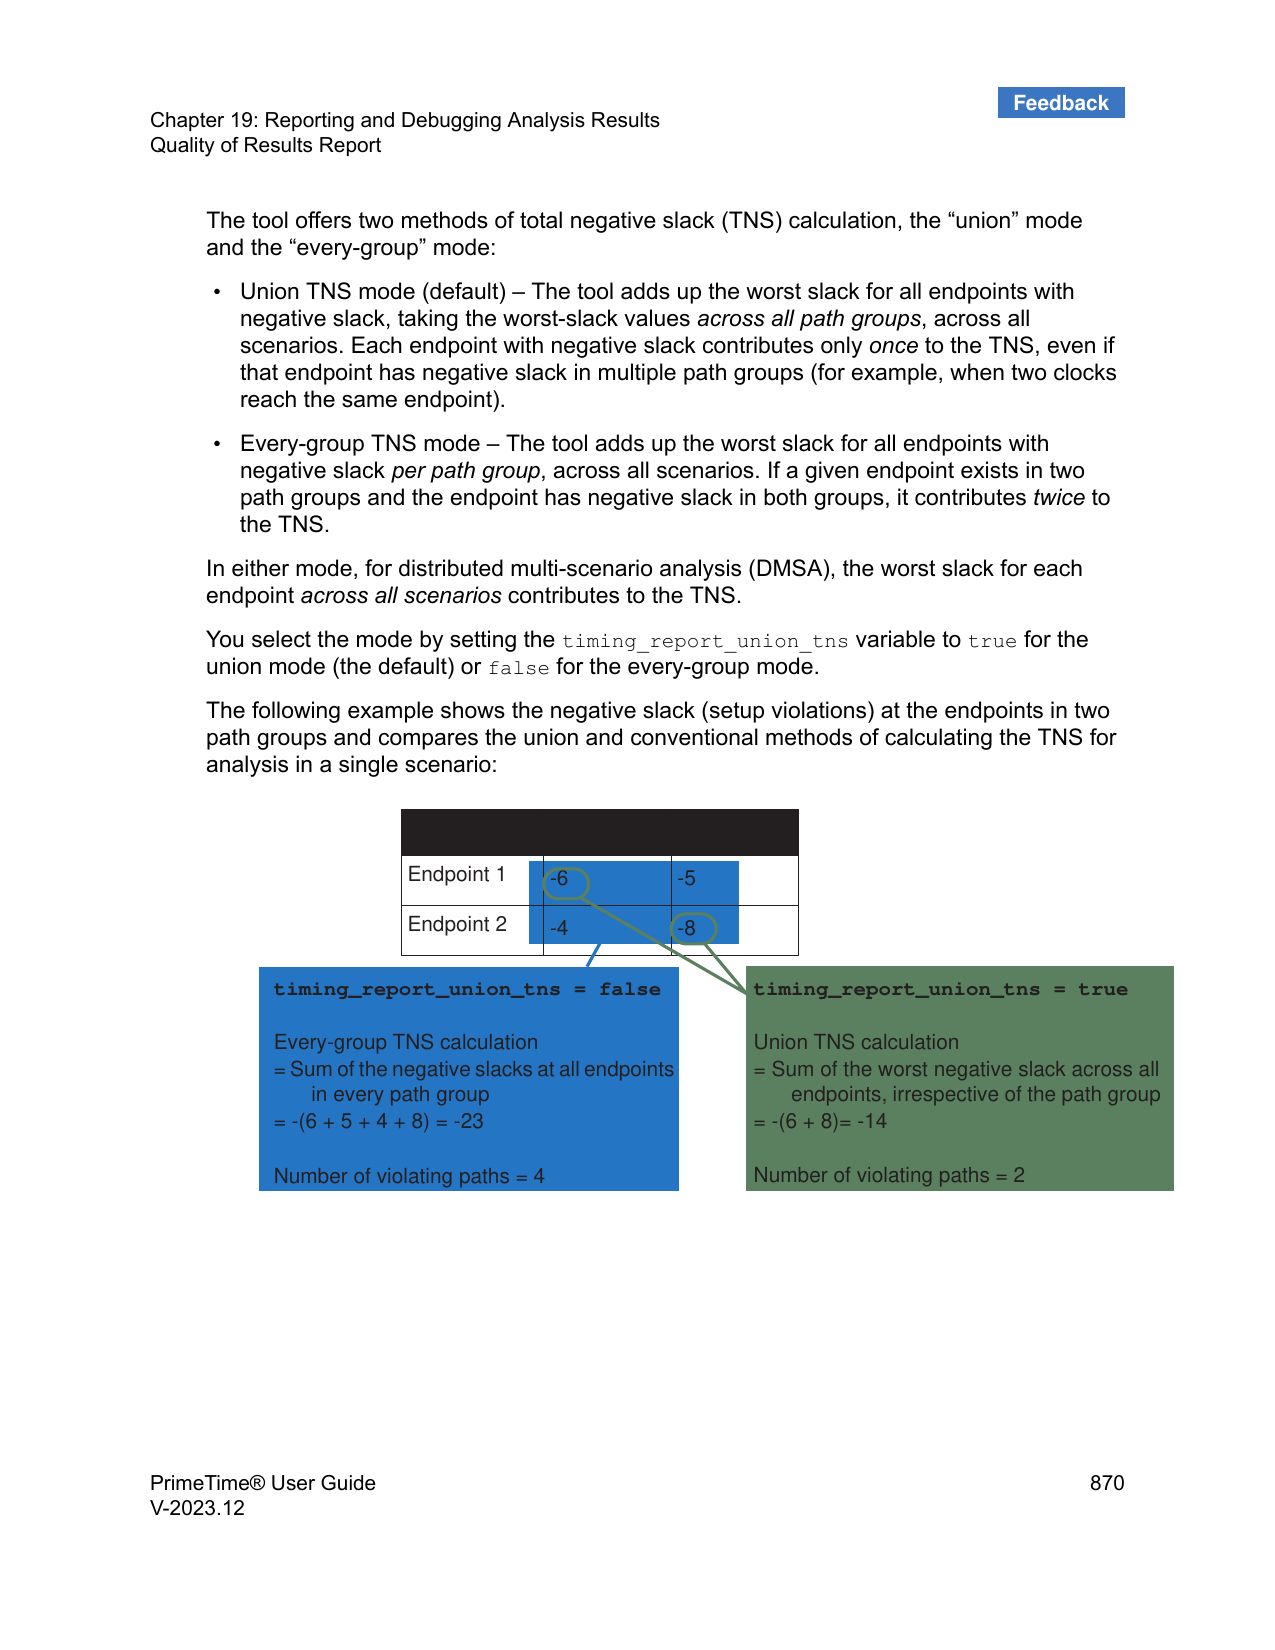 Feedback
Chapter 19: Reporting and Debugging Analysis Results
Quality of Results Report
The tool offers two methods of total negative slack (TNS) calculation, the “union” mode
and the “every-group” mode:
• Union TNS mode (default) – The tool adds up the worst slack for all endpoints with
negative slack, taking the worst-slack values across all path groups, across all
scenarios. Each endpoint with negative slack contributes only once to the TNS, even if
that endpoint has negative slack in multiple path groups (for example, when two clocks
reach the same endpoint).
• Every-group TNS mode – The tool adds up the worst slack for all endpoints with
negative slack per path group, across all scenarios. If a given endpoint exists in two
path groups and the endpoint has negative slack in both groups, it contributes twice to
the TNS.
In either mode, for distributed multi-scenario analysis (DMSA), the worst slack for each
endpoint across all scenarios contributes to the TNS.
You select the mode by setting the timing_report_union_tns variable to true for the
union mode (the default) or false for the every-group mode.
The following example shows the negative slack (setup violations) at the endpoints in two
path groups and compares the union and conventional methods of calculating the TNS for
analysis in a single scenario:
Endpoint 1 -6 -5
Endpoint 2 -4 -8
timing_report_union_tns = false
Every-group TNS calculation
= Sum of the negative slacks at all endpoints
in every path group
= -(6 + 5 + 4 + 8) = -23
Number of violating paths = 4
timing_report_union_tns = true
Union TNS calculation
= Sum of the worst negative slack across all
endpoints, irrespective of the path group
= -(6 + 8)= -14
Number of violating paths = 2
PrimeTime® User Guide 870
V-2023.12